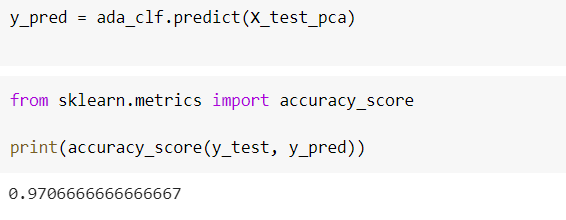 y_pred = ada_clf.predict(X_test_pca)
from sklearn.metrics import accuracy_score
print(accuracy_score(y_test, y_pred))
0.9706666666666667